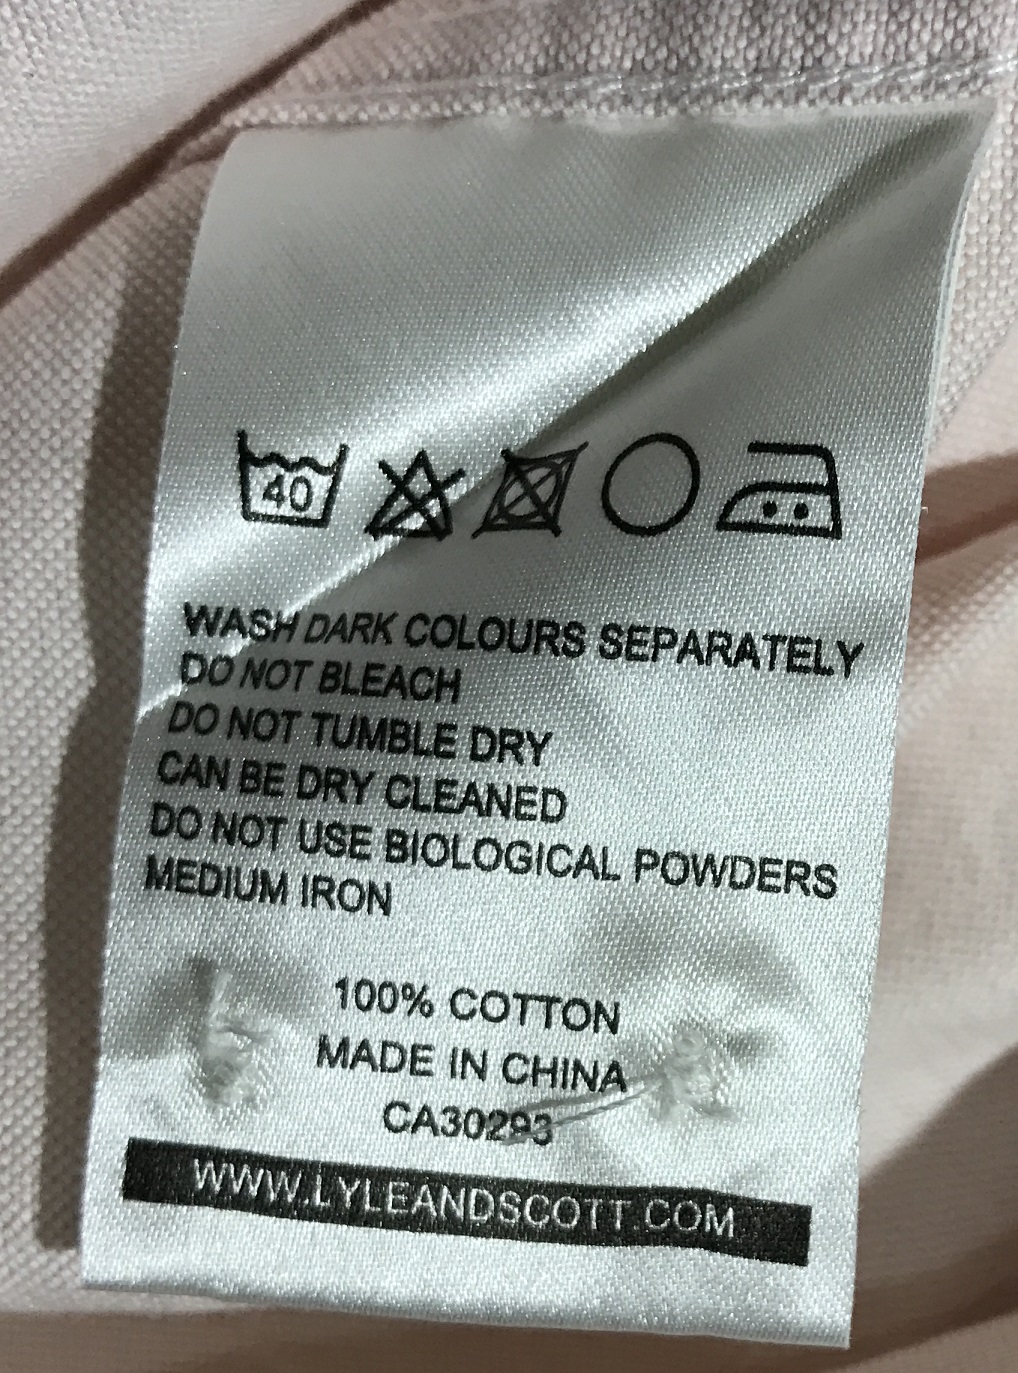 40
WASH DARK COLOURS SEPARATELY
DO NOT BLEACH
DO NOT TUMBLE DRY
CAN BE DRY CLEANED
DO NOT USE BIOLOGICAL POWDERS
MEDIUM IRON
100% COTTON
MADE IN CHINA
CA30293
WWW.LYLEANDSCOTT.COM